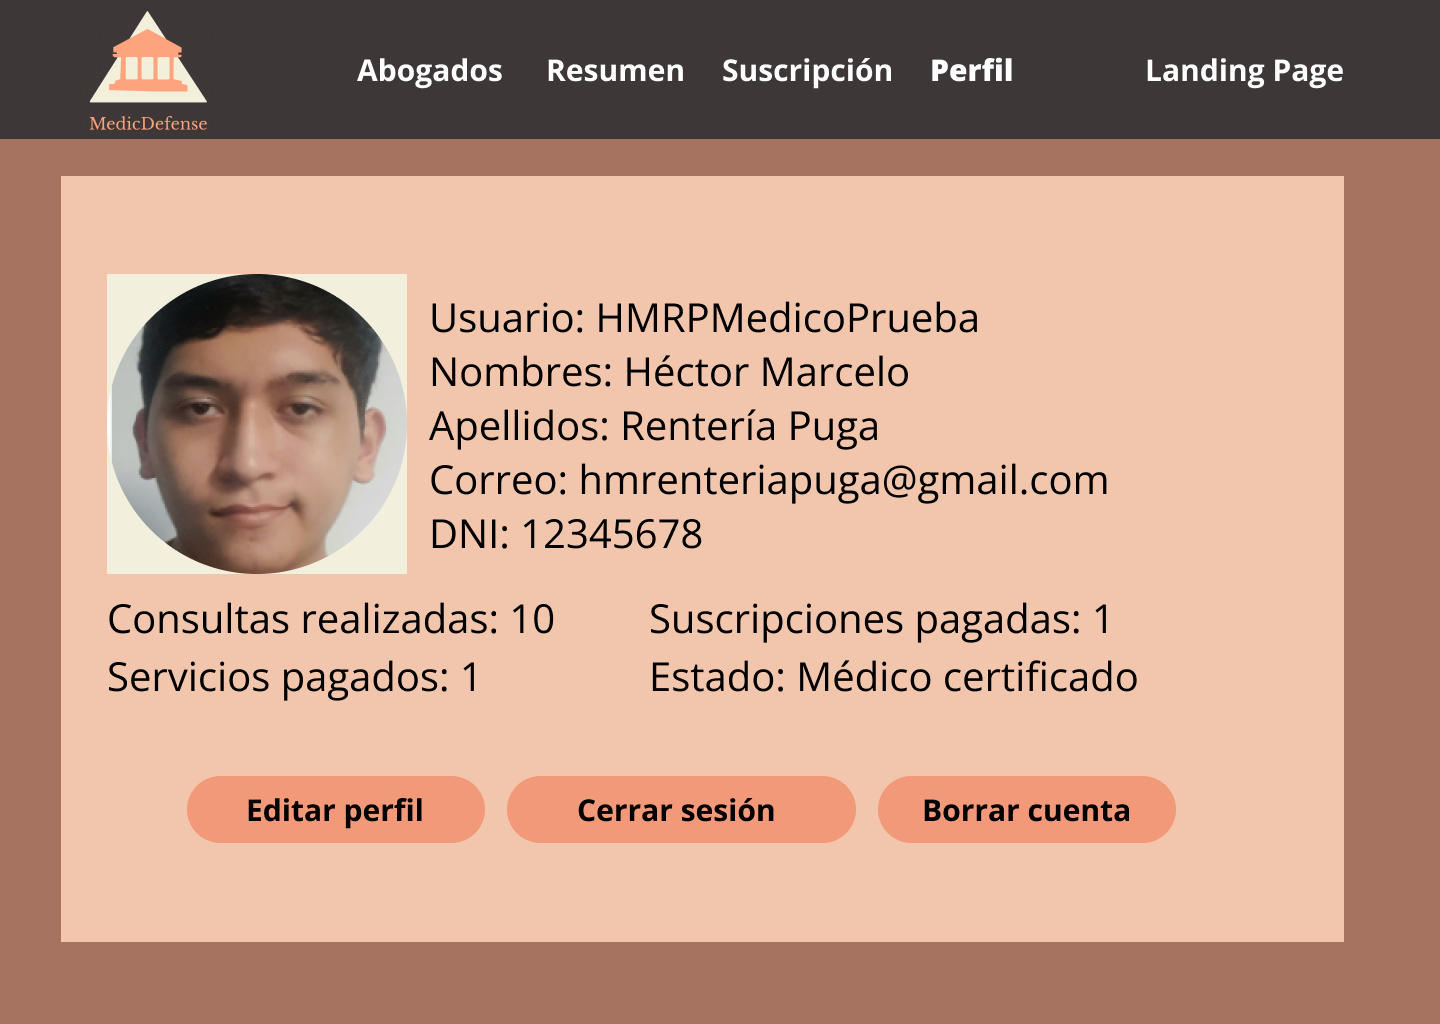 MedicDefense
Abogados
Resumen
Suscripción
Perfil
Landing Page
Usuario: HMRPMedicoPrueba
Nombres: Héctor Marcelo
Apellidos: Rentería Puga
Correo: hmrenteriapuga@gmail.com
DNI: 12345678
Consultas realizadas: 10
Suscripciones pagadas: 1
Servicios pagados: 1
Estado: Médico certificado
Editar perfil
Cerrar sesión
Borrar cuenta